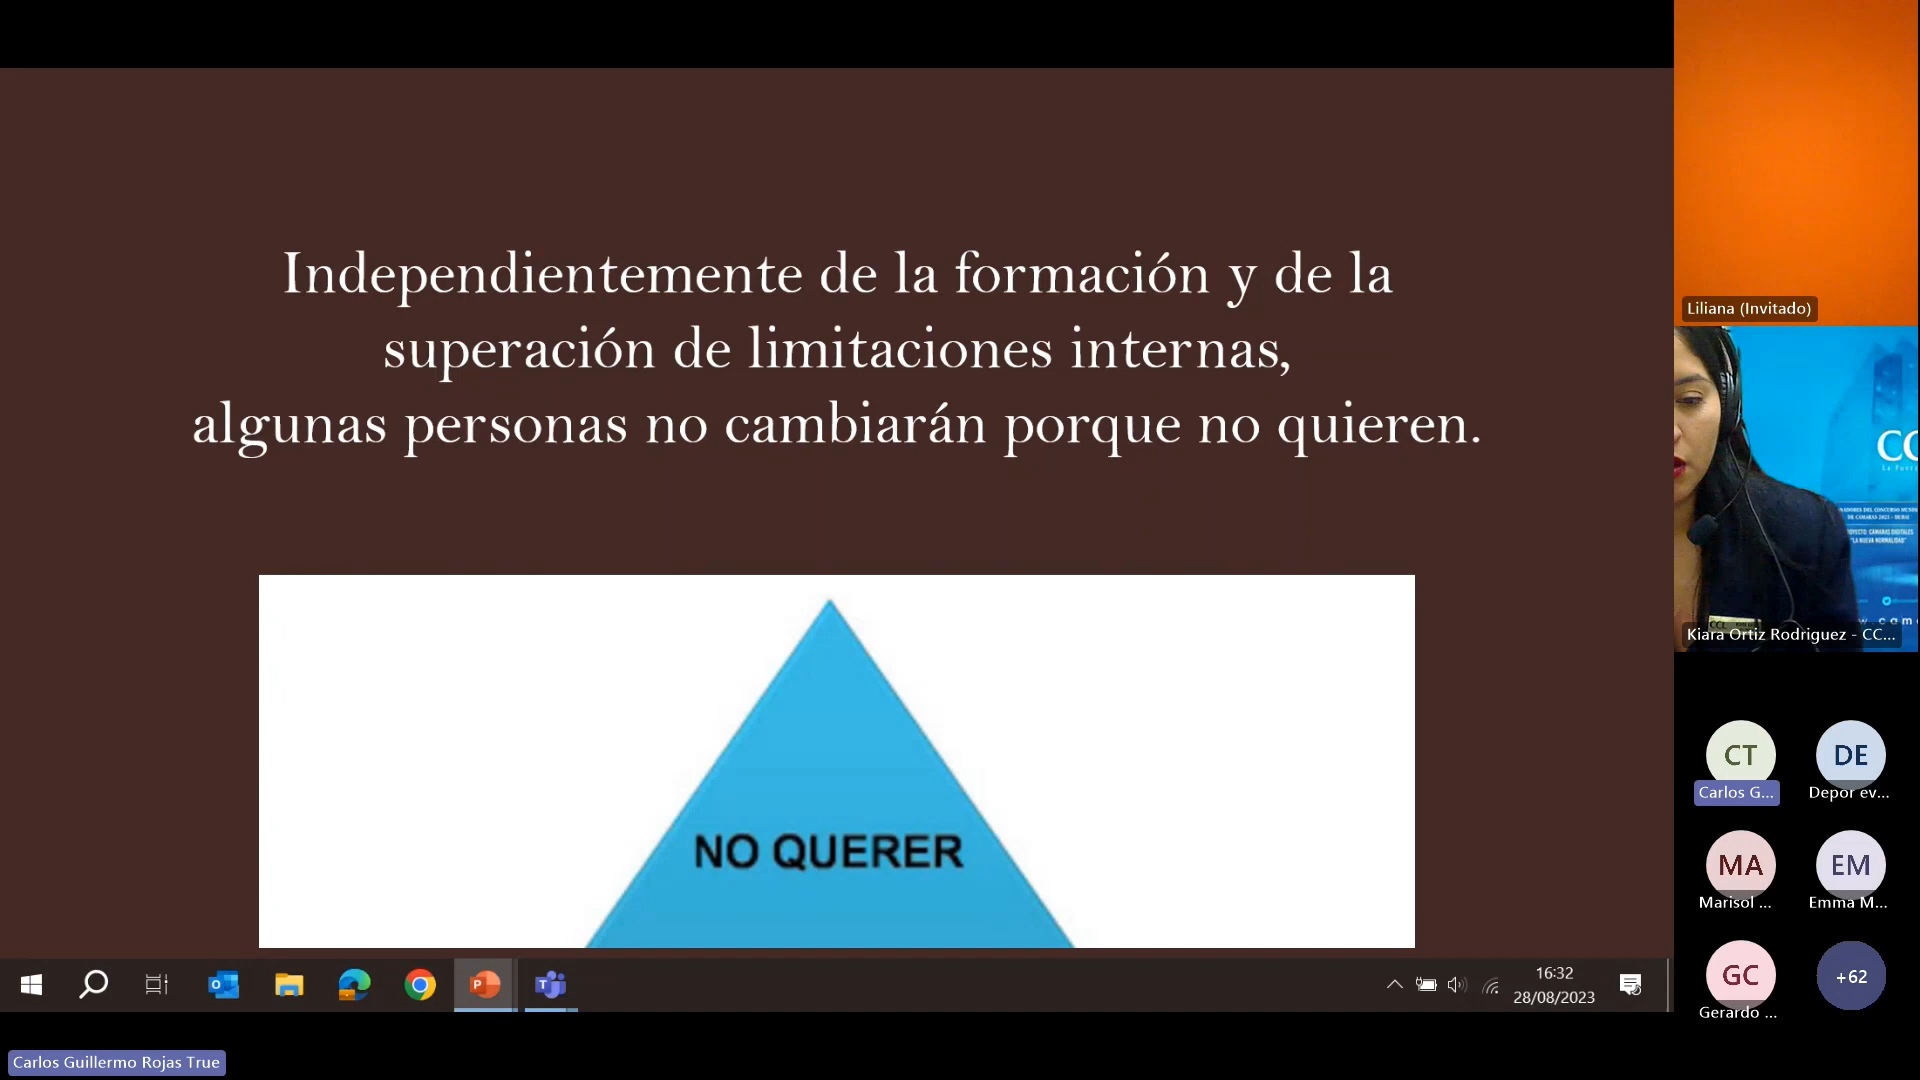 Independientemente de la formación y de la
superación de limitaciones internas,
algunas personas no cambiarán porque no quieren.
NO QUERER
Liliana (Invitado)
CC
Kiara Ortiz Rodriguez - CC...
CT
Carlos G...
DE
Depor ev...
MA
Marisol ...
EM
Emma M...
GC
Gerardo ...
+62
16:32
28/08/2023
Carlos Guillermo Rojas True